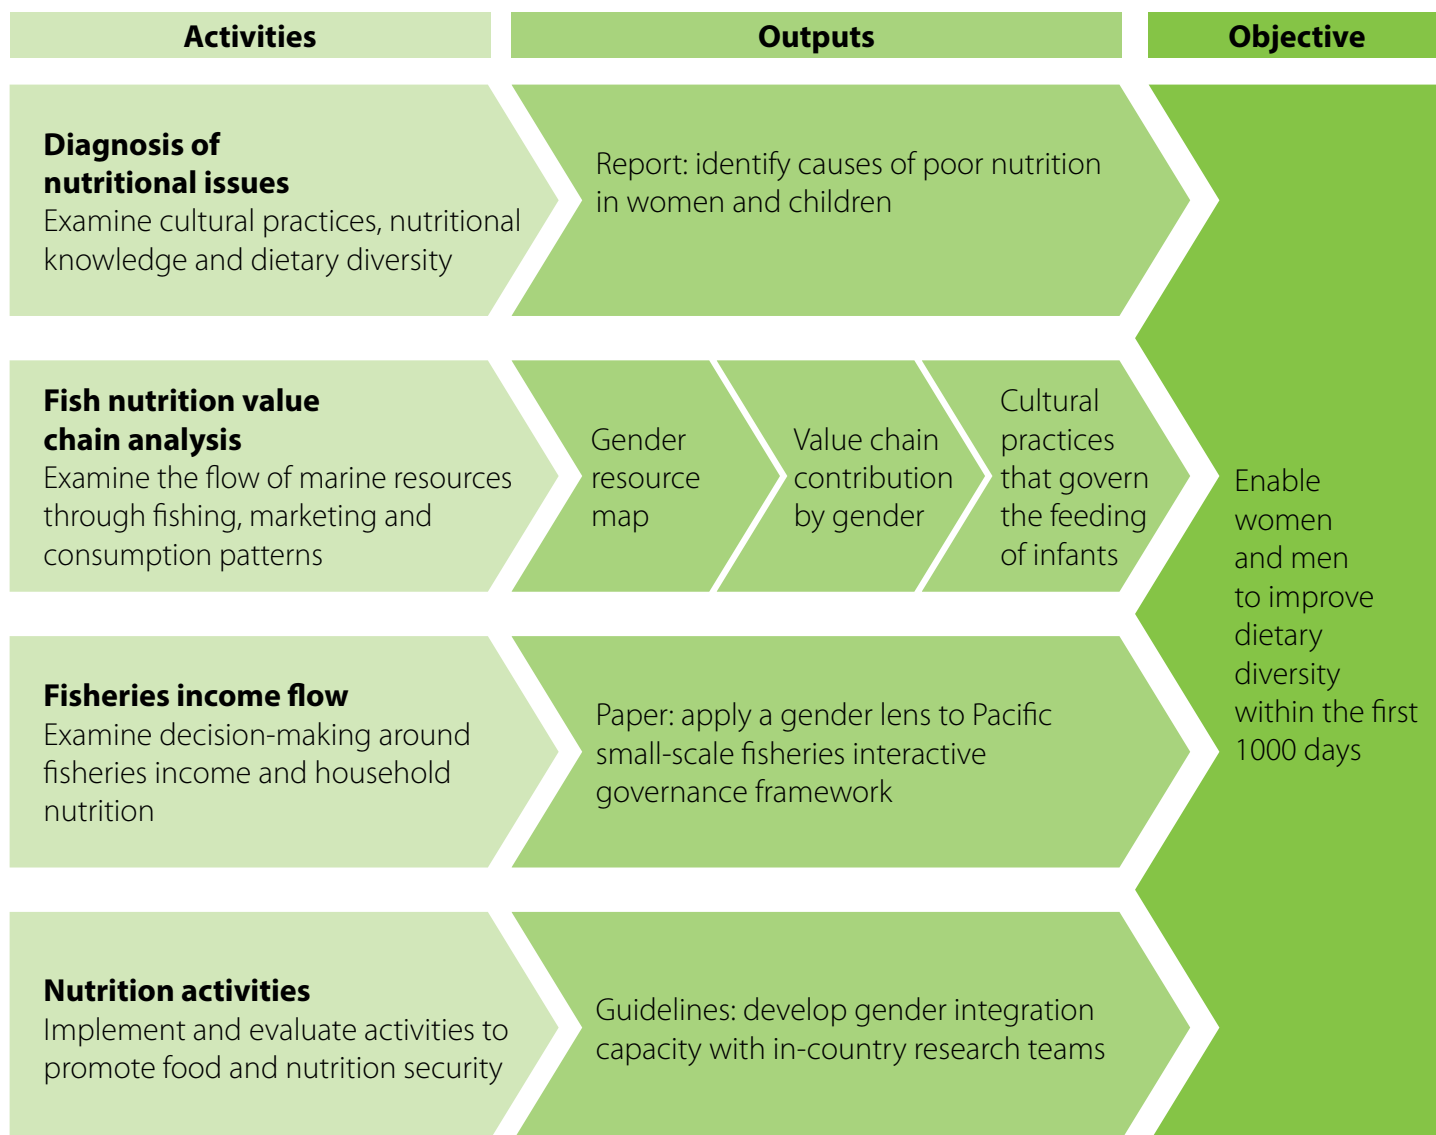 Activities
Outputs
Objective
Diagnosis of
nutritional issues
Examine cultural practices, nutritional
knowledge and dietary diversity
Report: identify causes of poor nutrition
in women and children
Fish nutrition value
chain analysis
Examine the flow of marine resources
through fishing, marketing and
consumption patterns
Gender
resource
map
Value chain
contribution
by gender
Cultural
practices
that govern
the feeding
of infants
Fisheries income flow
Examine decision-making around
fisheries income and household
nutrition
Paper: apply a gender lens to Pacific
small-scale fisheries interactive
governance framework
Nutrition activities
Implement and evaluate activities to
promote food and nutrition security
Guidelines: develop gender integration
capacity with in-country research teams
Enable
women
and men
to improve
dietary
diversity
within the first
1000 days